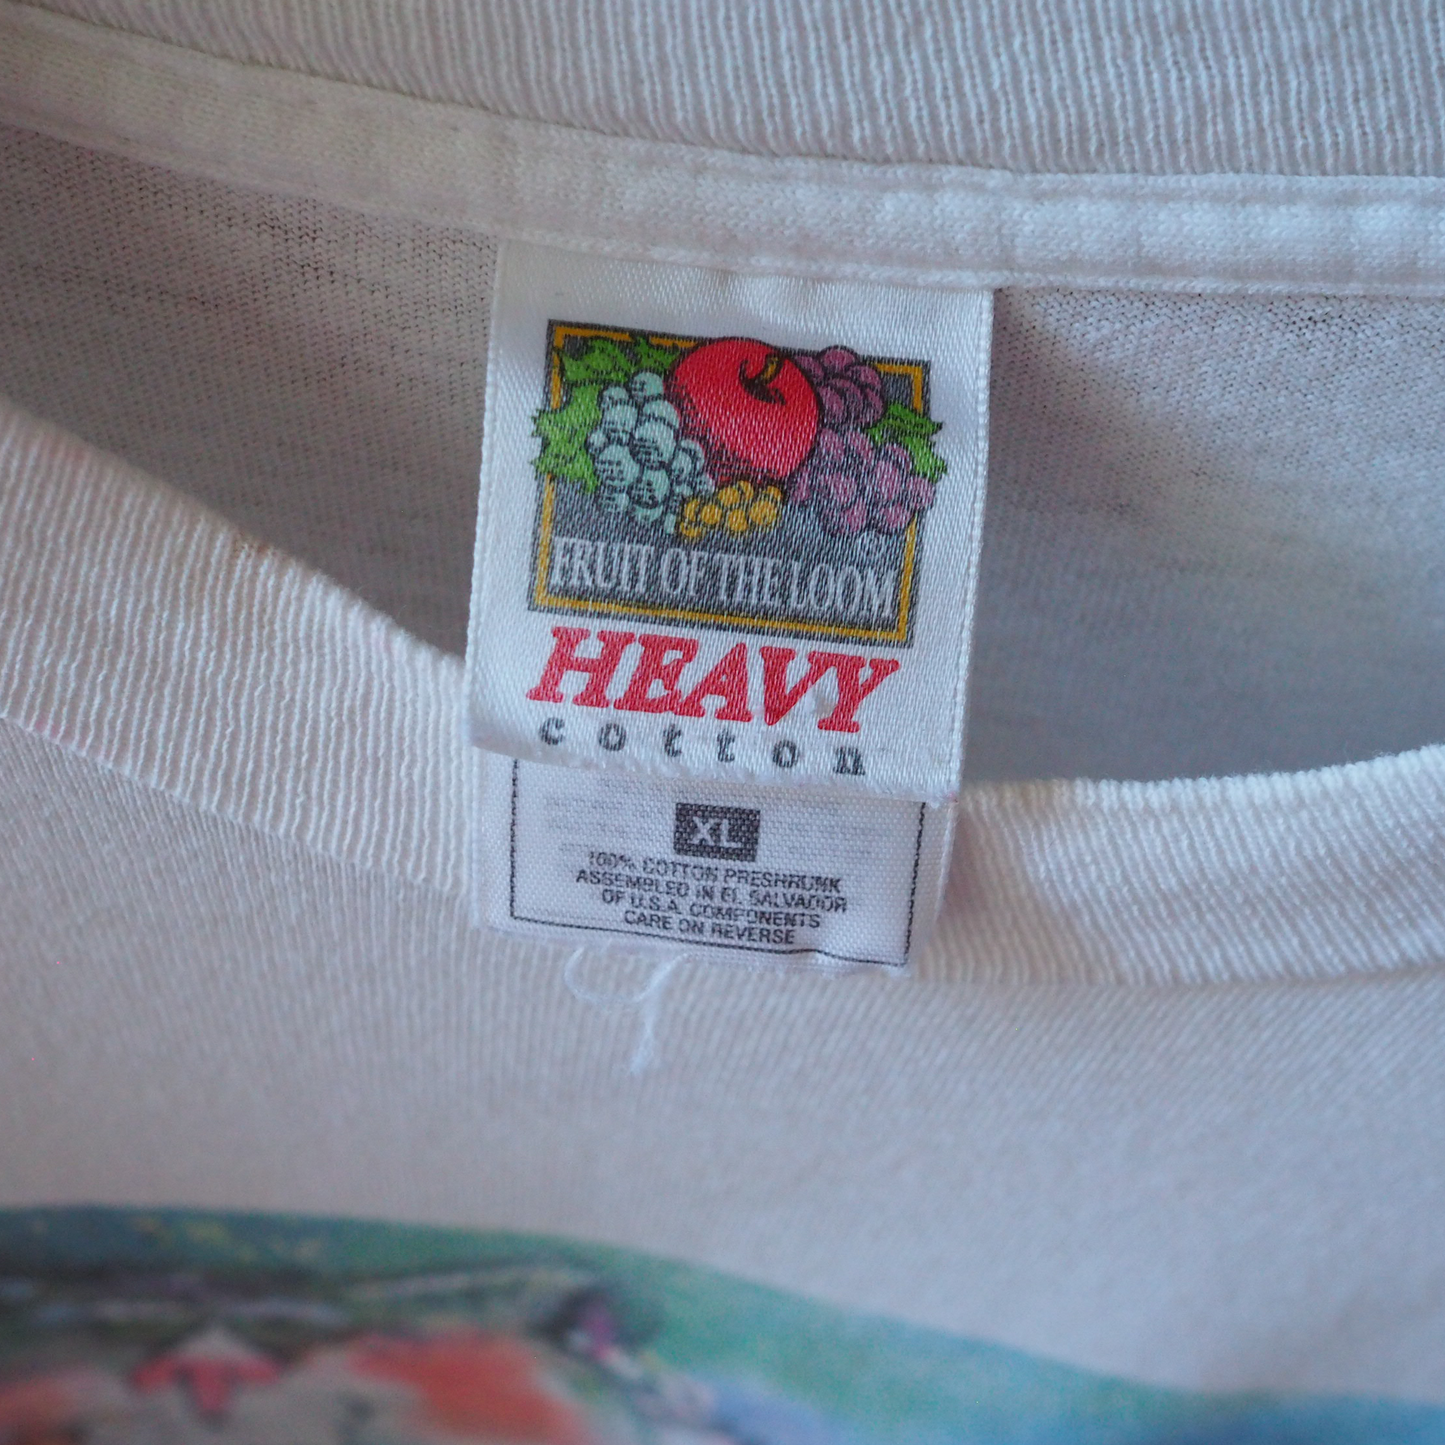 ®
FRUIT OF THE LOOM
HEAVY
cotton
XL
100% COTTON PRESHRUNK
ASSEMBLED IN EL SALVADOR
OF U.S.A. COMPONENTS
CARE ON REVERSE